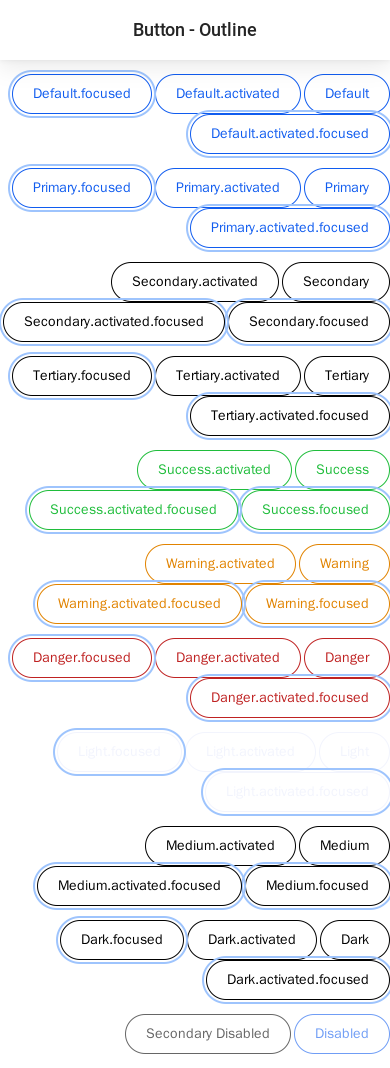 Button - Outline
Default.focused Default.activated Default
Default.activated.focused
Primary.focused Primary.activated Primary
Primary.activated.focused
Secondary.activated Secondary
Secondary.activated.focused Secondary.focused
Tertiary.focused Tertiary.activated Tertiary
Tertiary.activated.focused
Success.activated Success
Success.activated.focused Success.focused
Warning.activated Warning
Warning.activated.focused Warning.focused
Danger.focused Danger.activated Danger
Danger.activated.focused
Light.focused Light.activated Light
Light.activated.focused
Medium.activated Medium
Medium.activated.focused Medium.focused
Dark.focused Dark.activated Dark
Dark.activated.focused
Secondary Disabled Disabled